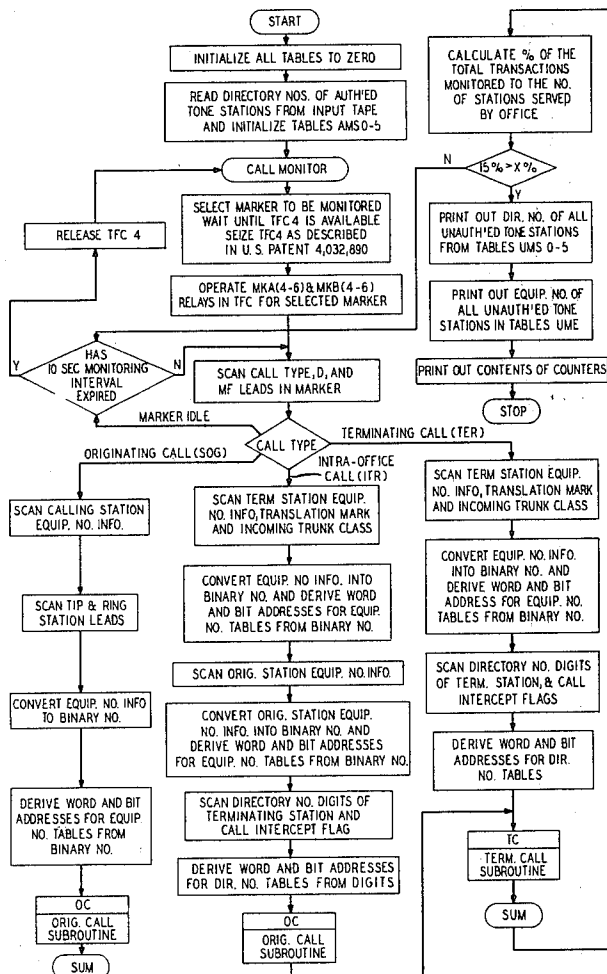 START
INITIALIZE ALL TABLES TO ZERO
READ DIRECTORY NOS. OF AUTH'ED
TONE STATIONS FROM INPUT TAPE
AND INITIALIZE TABLES AMS 0-5
CALL MONITOR
SELECT MARKER TO BE MONITORED
WAIT UNTIL TFC 4 IS AVAILABLE
SEIZE TFC4 AS DESCRIBED
IN U.S. PATENT 4,032,890
RELEASE TFC 4
OPERATE MKA(4-6)&MKB(4-6)
RELAYS IN TFC FOR SELECTED MARKER
Y
HAS
10 SEC MONITORING
INTERVAL
EXPIRED
N
SCAN CALL TYPE, D, AND
MF LEADS IN MARKER
MARKER IDLE
CALL TYPE
ORIGINATING CALL (SOG)
INTRA-OFFICE
CALL (ITR)
TERMINATING CALL (TER)
SCAN CALLING STATION
EQUIP. NO. INFO.
SCAN TIP & RING
STATION LEADS
CONVERT EQUIP. NO. INFO
TO BINARY NO.
DERIVE WORD AND BIT
ADDRESSES FOR EQUIP.
NO. TABLES FROM
BINARY NO.
OC
ORIG. CALL
SUBROUTINE
SUM
SCAN TERM STATION EQUIP.
NO. INFO, TRANSLATION MARK
AND INCOMING TRUNK CLASS
CONVERT EQUIP. NO INFO. INTO
BINARY NO. AND DERIVE WORD
AND BIT ADDRESSES FOR EQUIP.
NO. TABLES FROM BINARY NO.
SCAN ORIG. STATION EQUIP. NO. INFO.
CONVERT ORIG. STATION EQUIP.
NO. INFO. INTO BINARY NO. AND
DERIVE WORD AND BIT ADDRESSES
FOR EQUIP. NO. TABLES FROM BINARY NO.
SCAN DIRECTORY NO. DIGITS OF
TERMINATING STATION AND
CALL INTERCEPT FLAG
DERIVE WORD AND BIT ADDRESSES
FOR DIR. NO. TABLES FROM DIGITS
OC
ORIG. CALL
SUBROUTINE
CALCULATE % OF THE
TOTAL TRANSACTIONS
MONITORED TO THE NO.
OF STATIONS SERVED
BY OFFICE
N
15% > X %
Y
PRINT OUT DIR. NO. OF ALL
UNAUTH'ED TONE STATIONS
FROM TABLES UMS 0-5
PRINT OUT EQUIP. NO. OF
ALL UNAUTH'ED TONE
STATIONS IN TABLES UME
PRINT OUT CONTENTS OF COUNTERS
STOP
SCAN TERM STATION EQUIP.
NO. INFO, TRANSLATION MARK
AND INCOMING TRUNK CLASS
CONVERT EQUIP. NO. INFO.
INTO BINARY NO. AND
DERIVE WORD AND BIT
ADDRESS FOR EQUIP. NO.
TABLES FROM BINARY NO.
SCAN DIRECTORY NO. DIGITS
OF TERM. STATION, & CALL
INTERCEPT FLAGS
DERIVE WORD AND BIT
ADDRESSES FOR DIR.
NO. TABLES
TC
TERM. CALL
SUBROUTINE
SUM